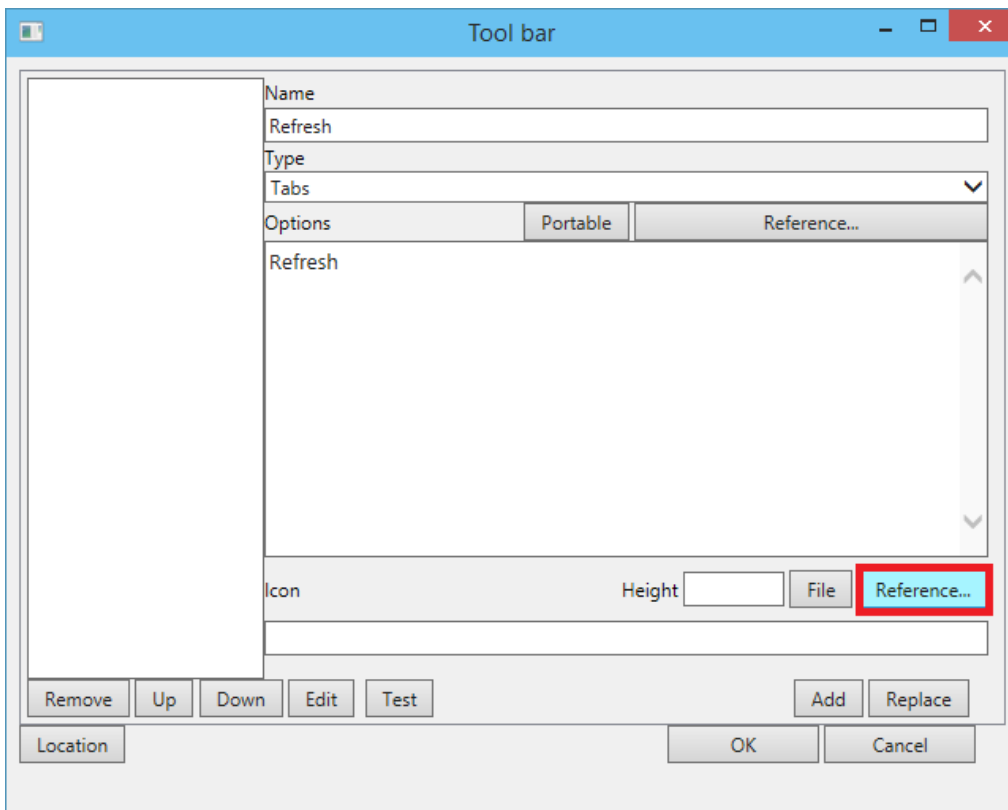 Tool bar
Name
Refresh
Type
Tabs
Options Portable Reference...
Refresh
Icon Height File Reference...
Remove Up Down Edit Test Add Replace
Location OK Cancel